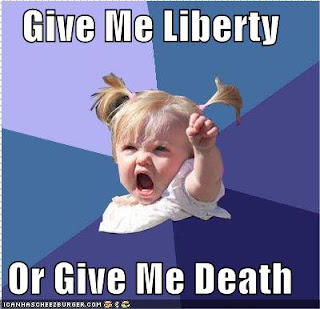 Give Me Liberty
Or Give Me Death
ICANHASCHEEZBURGER.COM